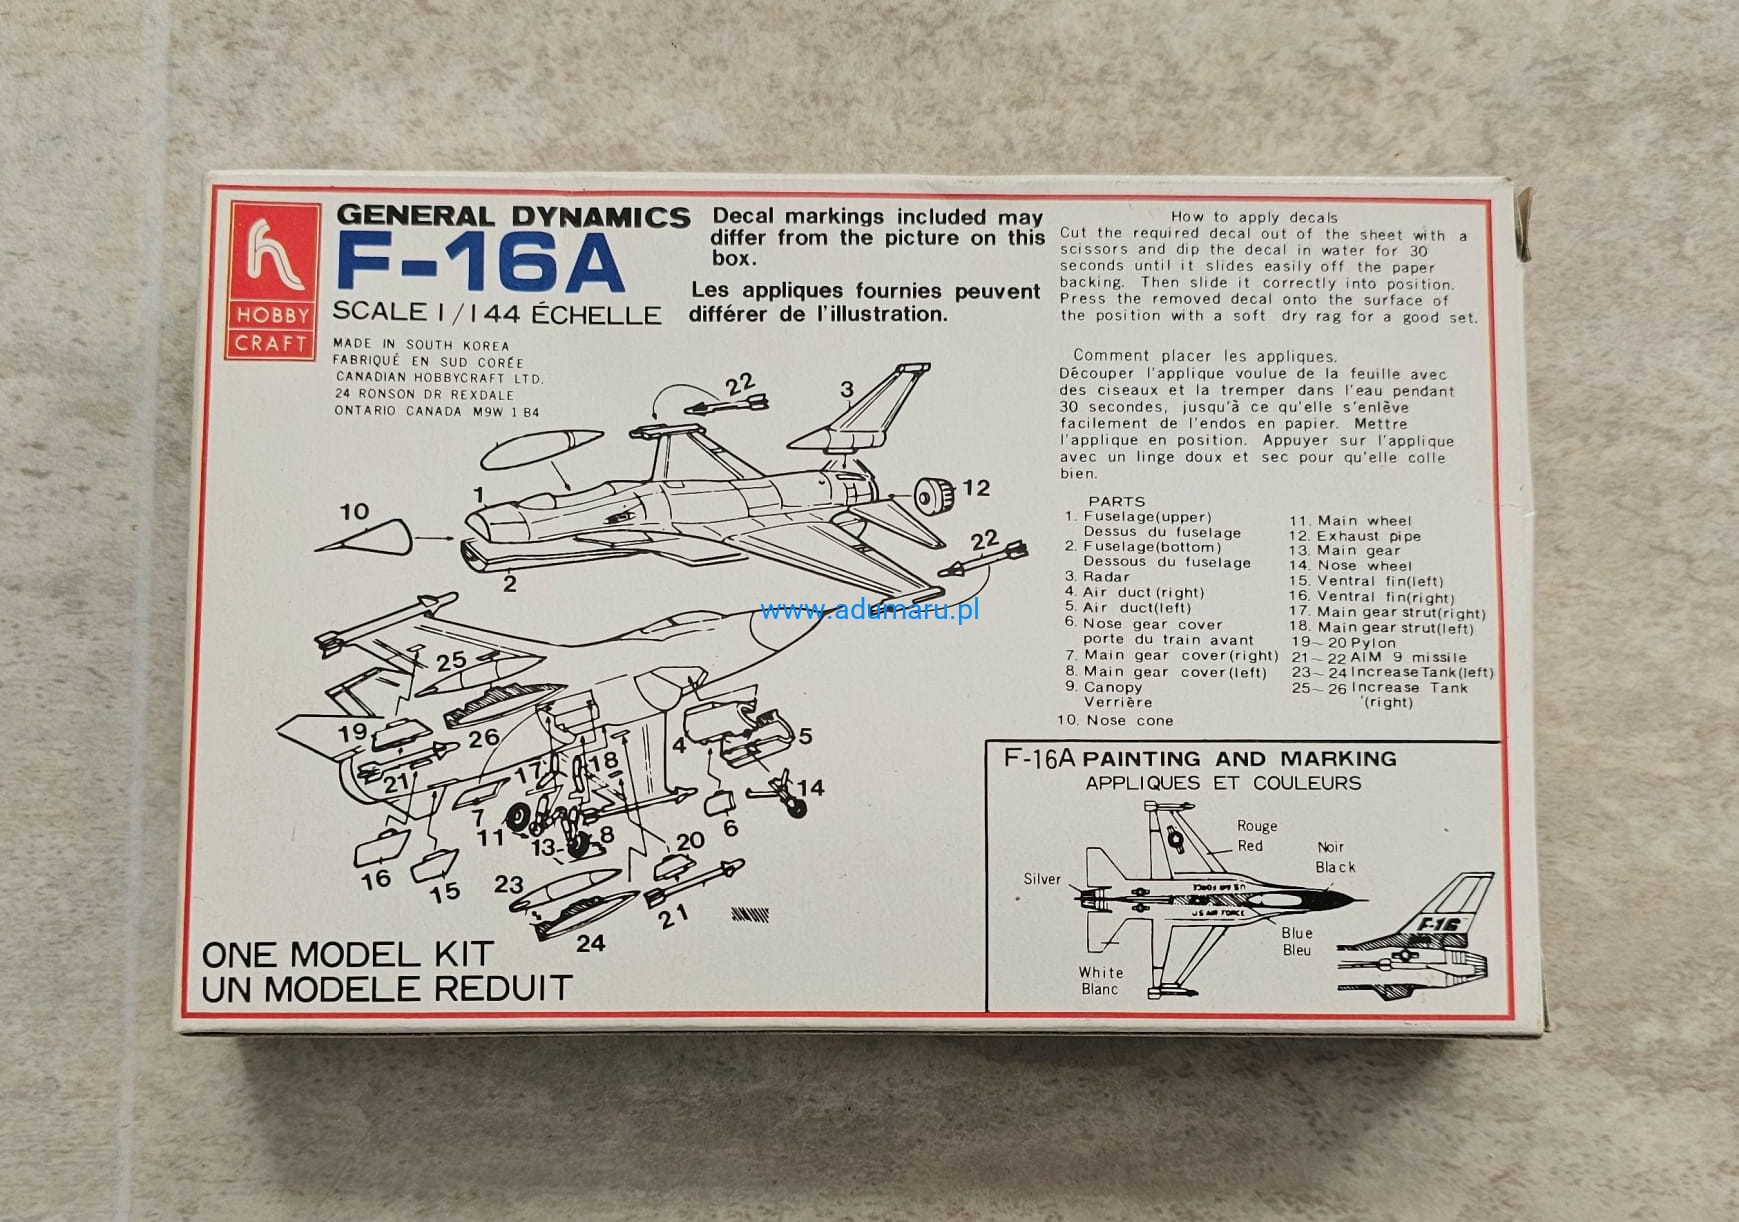 h
HOBBY
CRAFT
GENERAL DYNAMICS
F-16A
SCALE 1/144 ÉCHELLE
MADE IN SOUTH KOREA
FABRIQUÉ EN SUD CORÉE
CANADIAN HOBBYCRAFT LTD.
24 RONSON DR REXDALE
ONTARIO CANADA M9W 1B4
Decal markings included may
differ from the picture on this
box.
Les appliques fournies peuvent
différer de l'illustration.
How to apply decals
Cut the required decal out of the sheet with a
scissors and dip the decal in water for 30
seconds until it slides easily off the paper
backing. Then slide it correctly into position.
Press the removed decal onto the surface of
the position with a soft dry rag for a good set.
Comment placer les appliques.
Découper l'applique voulue de la feuille avec
des ciseaux et la tremper dans l'eau pendant
30 secondes, jusqu'à ce qu'elle s'enlève
facilement de l'endos en papier. Mettre
l'applique en position. Appuyer sur l'applique
avec un linge doux et sec pour qu'elle colle
bien.
22
3
1
12
10
22
2
www.adumaru.pl
25
19
26
4
5
21
17
18
14
7
11
6
8
13
20
16
15
23
21
24
PARTS
1. Fuselage(upper)
Dessus du fuselage
2. Fuselage(bottom)
Dessous du fuselage
3. Radar
4. Air duct (right)
5. Air duct(left)
6. Nose gear cover
porte du train avant
7. Main gear cover(right)
8. Main gear cover(left)
9. Canopy
Verrière
10. Nose cone
11. Main wheel
12. Exhaust pipe
13. Main gear
14. Nose wheel
15. Ventral fin(left)
16. Ventral fin(right)
17. Main gear strut(right)
18. Main gear strut(left)
19~20 Pylon
21~22 AIM 9 missile
23~24 Increase Tank(left)
25~26 Increase Tank
(right)
F-16A PAINTING AND MARKING
APPLIQUES ET COULEURS
Rouge
Red
Noir
Black
Silver
U.S AIR FORCE
U.S AIR FORCE
F-16
Blue
Bleu
White
Blanc
ONE MODEL KIT
UN MODELE REDUIT